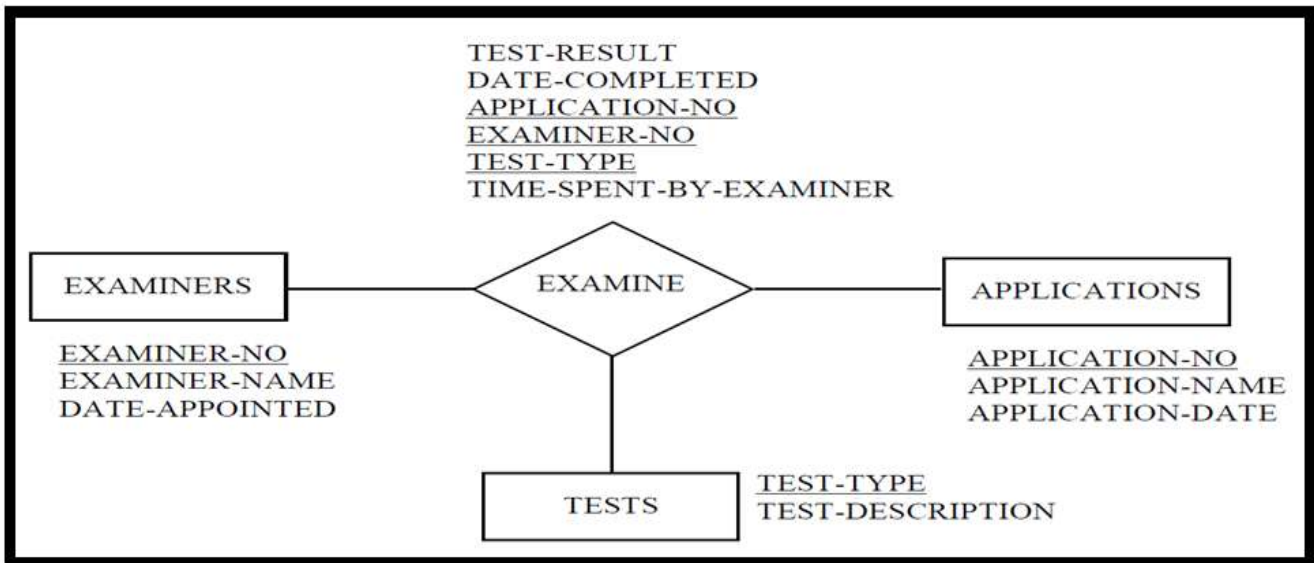 TEST-RESULT
DATE-COMPLETED
APPLICATION-NO
EXAMINER-NO
TEST-TYPE
TIME-SPENT-BY-EXAMINER
EXAMINERS
EXAMINE
APPLICATIONS
EXAMINER-NO
EXAMINER-NAME
DATE-APPOINTED
APPLICATION-NO
APPLICATION-NAME
APPLICATION-DATE
TESTS
TEST-TYPE
TEST-DESCRIPTION